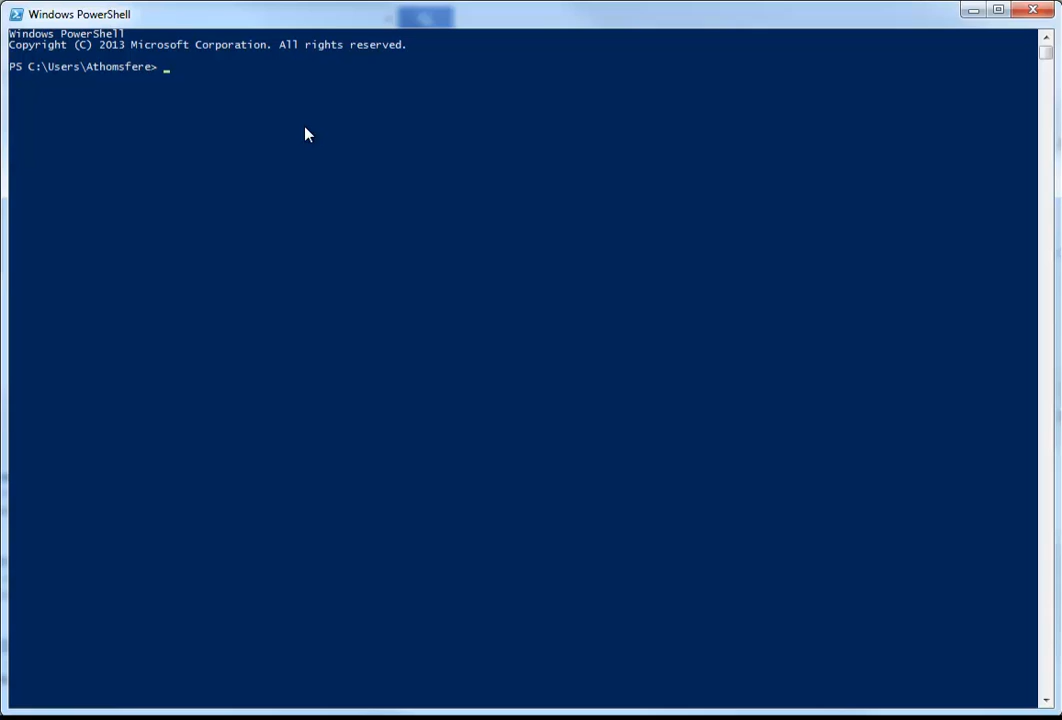 Windows PowerShell
Windows PowerShell
Copyright (C) 2013 Microsoft Corporation. All rights reserved.
PS C:\Users\Athomsfere> _